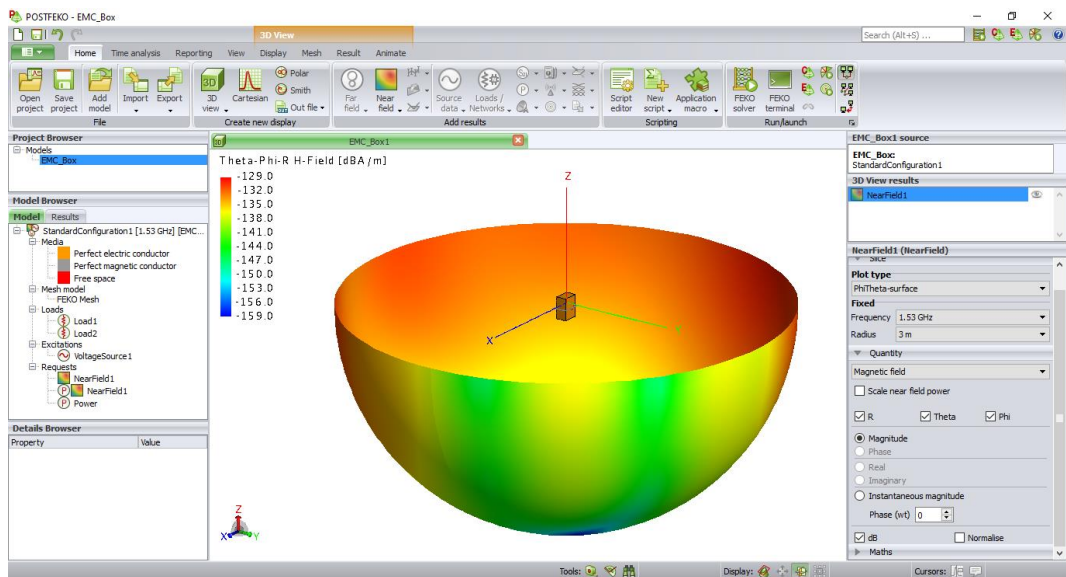 POSTFEKO - EMC_Box
3D View
Search (Alt+S) ...
Home Time analysis Reporting View Display Mesh Result Animate
Open project
Save project
Add model
Import
Export
File
3D view
Cartesian
Polar
Smith
Out file
Create new display
Far field
Near field
Source data
Loads / Networks
Add results
Script editor
New script
Application macro
Scripting
FEKO solver
FEKO terminal
Run/launch
Project Browser
Models
EMC_Box
Model Browser
Model Results
StandardConfiguration1 [1.53 GHz] [EMC...
Media
Perfect electric conductor
Perfect magnetic conductor
Free space
Mesh model
FEKO Mesh
Loads
Load1
Load2
Excitations
VoltageSource1
Requests
NearField1
NearField1
Power
Details Browser
Property Value
EMC_Box1
Theta-Phi-R H-Field [dBA/m]
-129.0
-132.0
-135.0
-138.0
-141.0
-144.0
-147.0
-150.0
-153.0
-156.0
-159.0
Z
X
Y
Z
X Y
EMC_Box1 source
EMC_Box:
StandardConfiguration1
3D View results
NearField1
NearField1 (NearField)
Slice
Plot type
PhiTheta-surface
Fixed
Frequency 1.53 GHz
Radius 3 m
Quantity
Magnetic field
Scale near field power
R Theta Phi
Magnitude
Phase
Real
Imaginary
Instantaneous magnitude
Phase (wt) 0
dB Normalise
Maths
Tools: Display: Cursors: